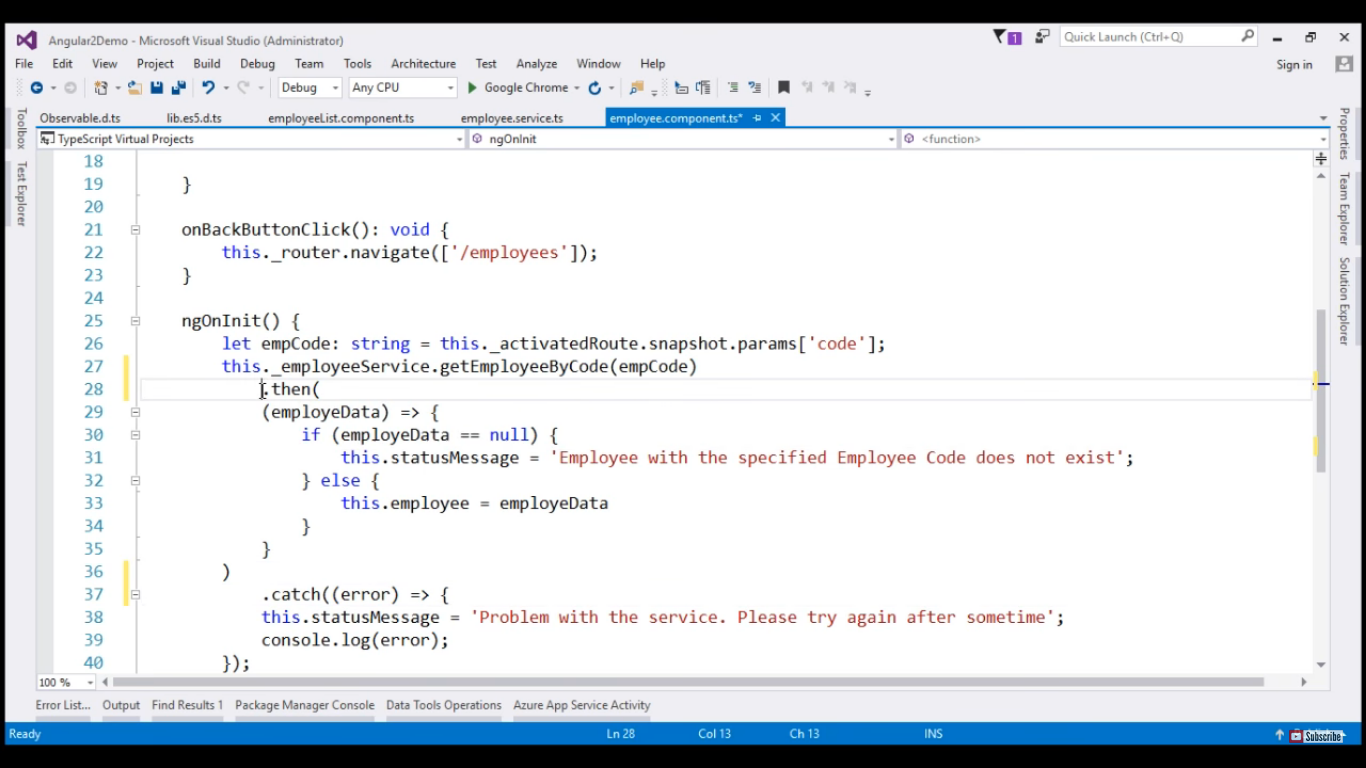 Angular2Demo - Microsoft Visual Studio (Administrator)
1
Quick Launch (Ctrl+Q)
File Edit View Project Build Debug Team Tools Architecture Test Analyze Window Help
Sign in
Debug Any CPU Google Chrome
Observable.d.ts lib.es5.d.ts employeeList.component.ts employee.service.ts employee.component.ts*
TypeScript Virtual Projects ngOnInit <function>
Toolbox
Test Explorer
Properties
Team Explorer
Solution Explorer
18
19 }
20
21 onBackButtonClick(): void {
22 this._router.navigate(['/employees']);
23 }
24
25 ngOnInit() {
26 let empCode: string = this._activatedRoute.snapshot.params['code'];
27 this._employeeService.getEmployeeByCode(empCode)
28 .then(
29 (employeData) => {
30 if (employeData == null) {
31 this.statusMessage = 'Employee with the specified Employee Code does not exist';
32 } else {
33 this.employee = employeData
34 }
35 }
36 )
37 .catch((error) => {
38 this.statusMessage = 'Problem with the service. Please try again after sometime';
39 console.log(error);
40 });
100 %
Error List... Output Find Results 1 Package Manager Console Data Tools Operations Azure App Service Activity
Ready Ln 28 Col 13 Ch 13 INS
Subscribe